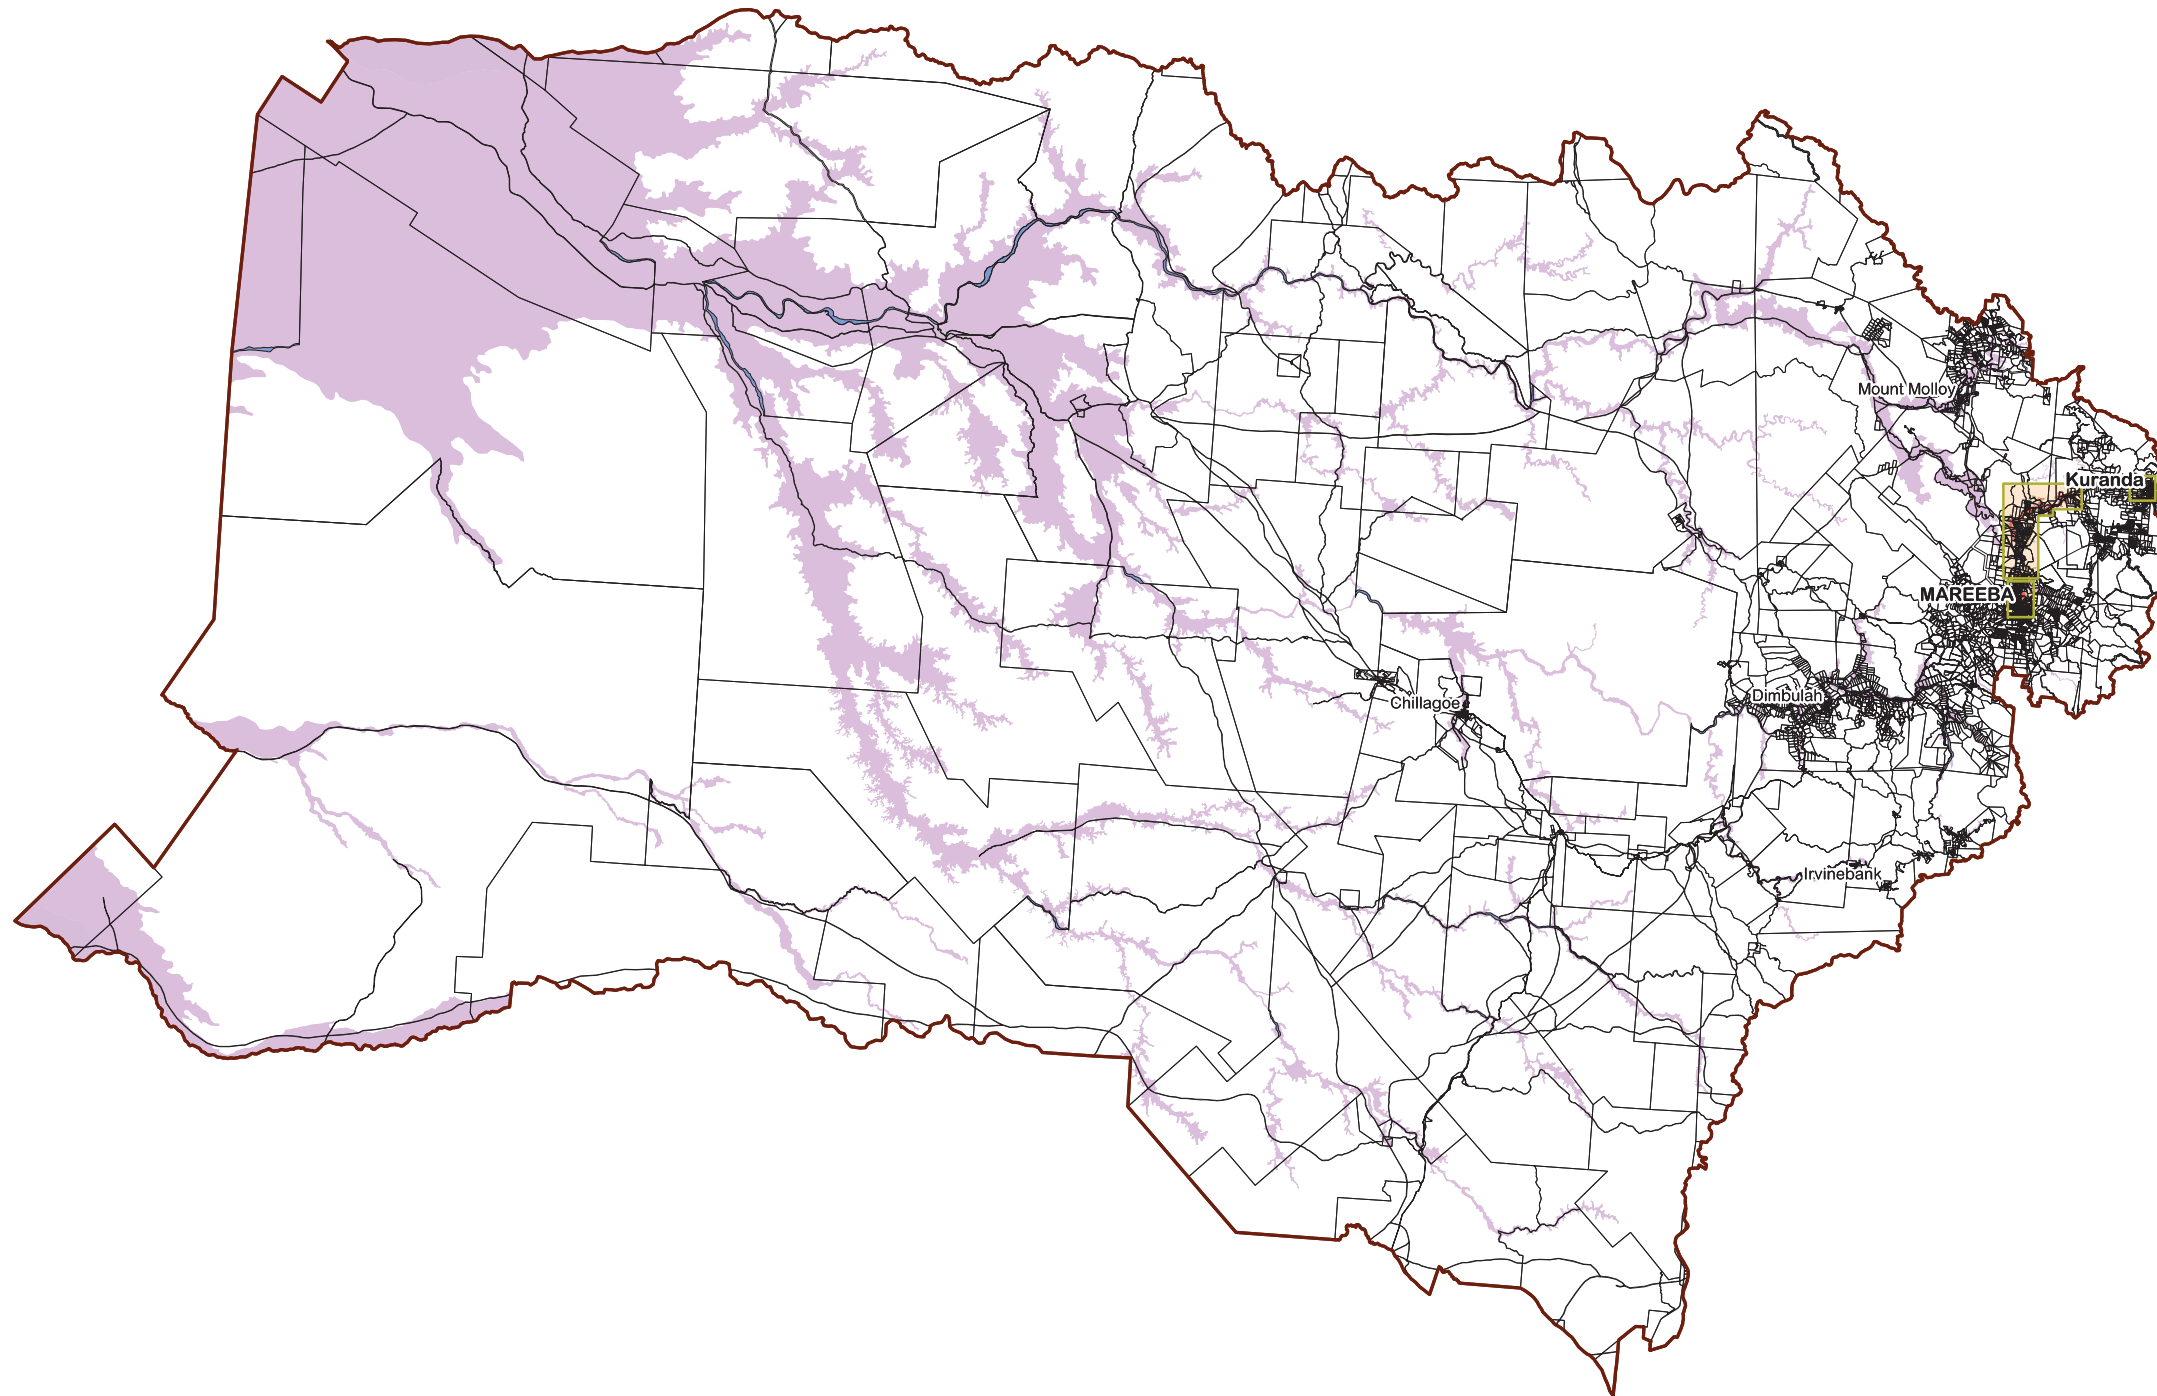 Mount Molloy
Kuranda
MAREEBA
Dimbulah
Chillagoe
Irvinebank